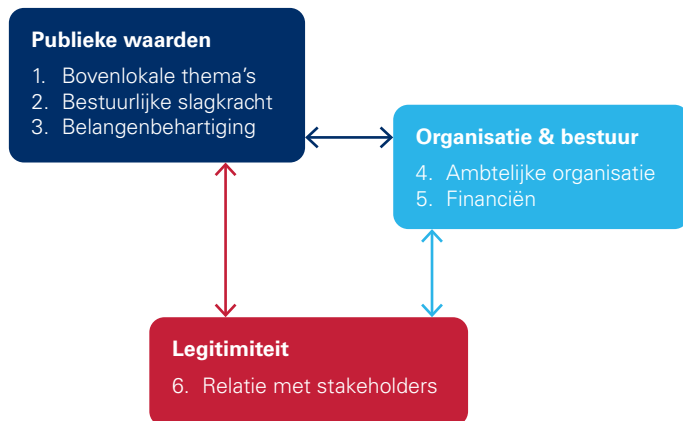 Publieke waarden
1. Bovenlokale thema's
2. Bestuurlijke slagkracht
3. Belangenbehartiging
Organisatie & bestuur
4. Ambtelijke organisatie
5. Financiën
Legitimiteit
6. Relatie met stakeholders